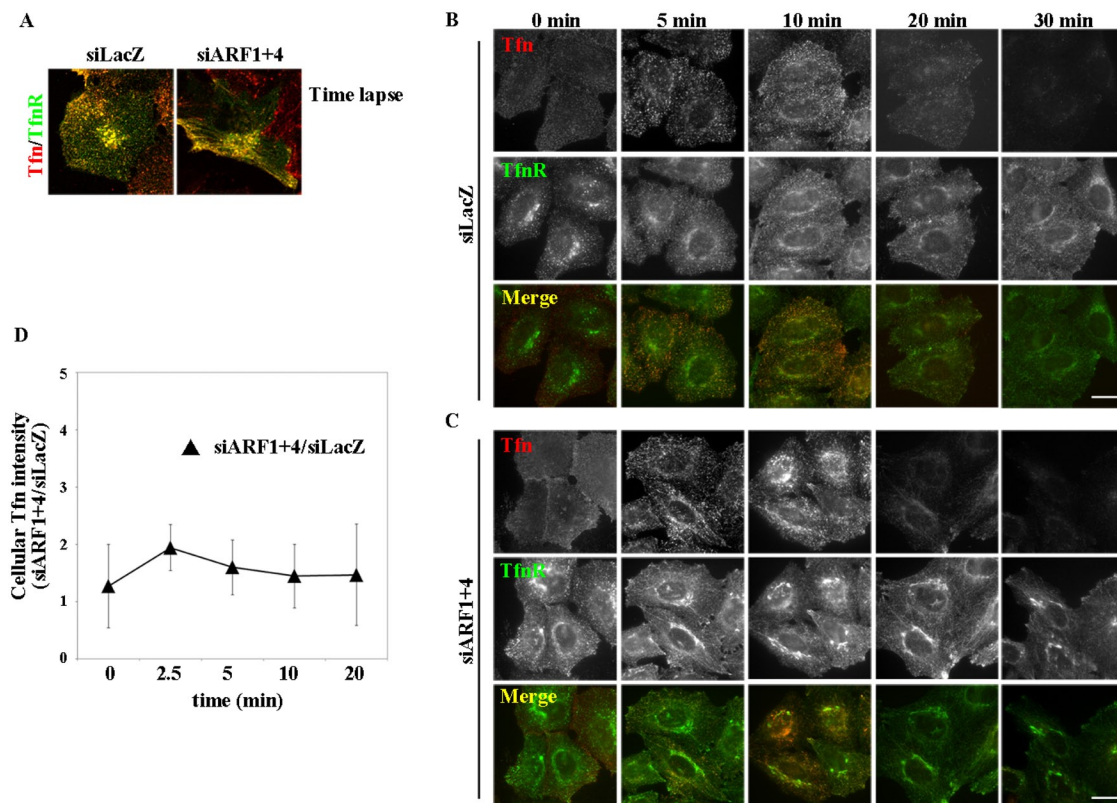 A
siLacZ siARF1+4
Tfn/TfnR
Time lapse
B
0 min 5 min 10 min 20 min 30 min
siLacZ
Tfn
TfnR
Merge
C
siARF1+4
Tfn
TfnR
Merge
D
Cellular Tfn intensity
(siARF1+4/siLacZ)
5
4
3
2
1
0
siARF1+4/siLacZ
0 2.5 5 10 20
time (min)